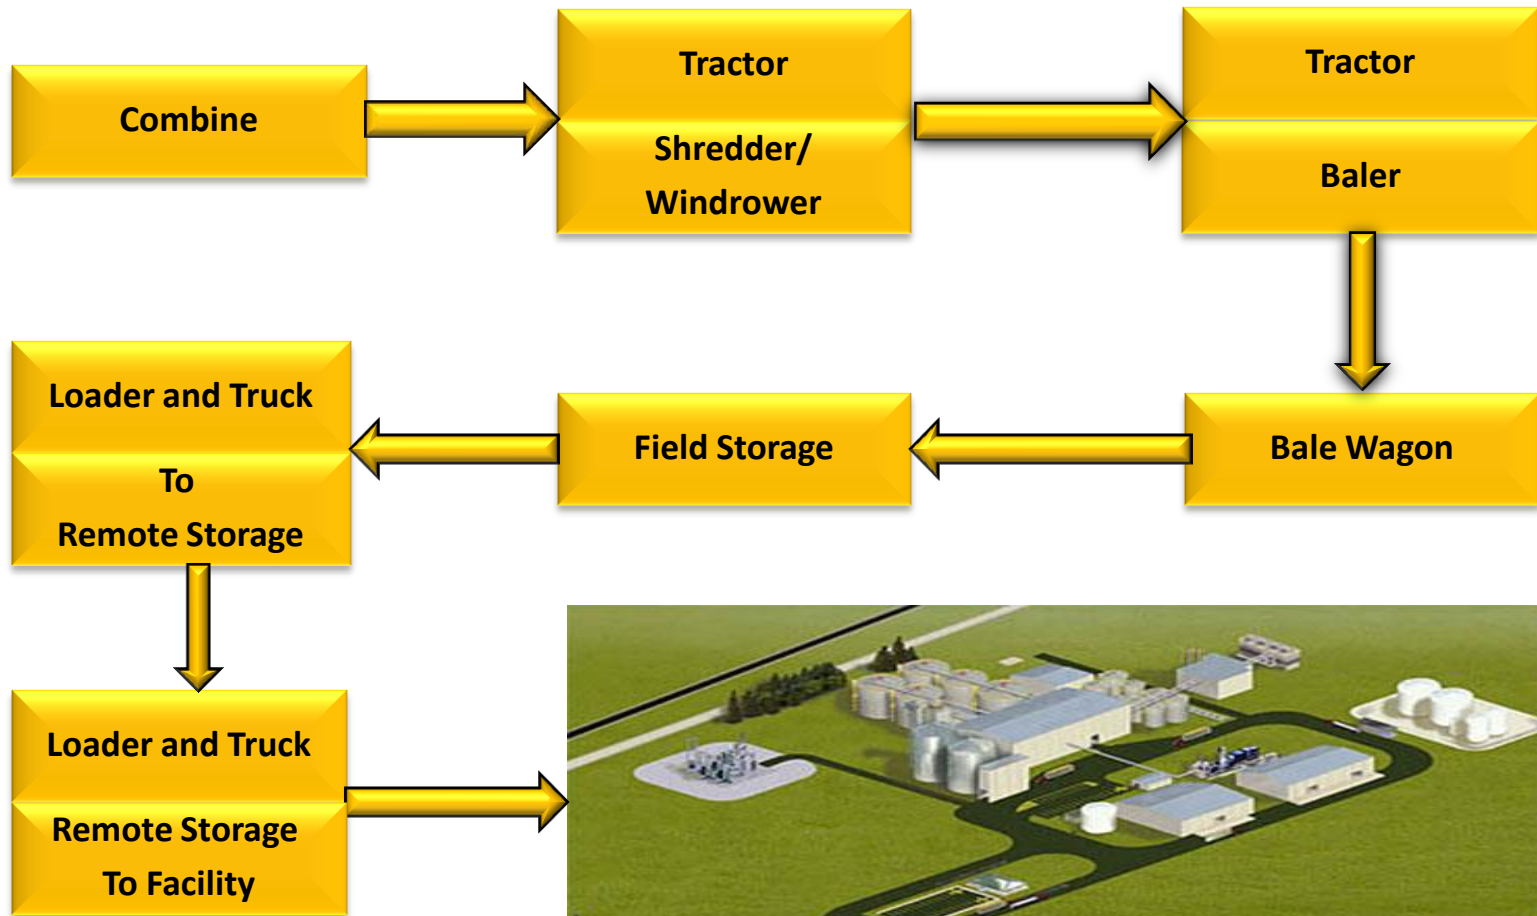 Combine
Tractor
Shredder/
Windrower
Tractor
Baler
Bale Wagon
Field Storage
Loader and Truck
To
Remote Storage
Loader and Truck
Remote Storage
To Facility